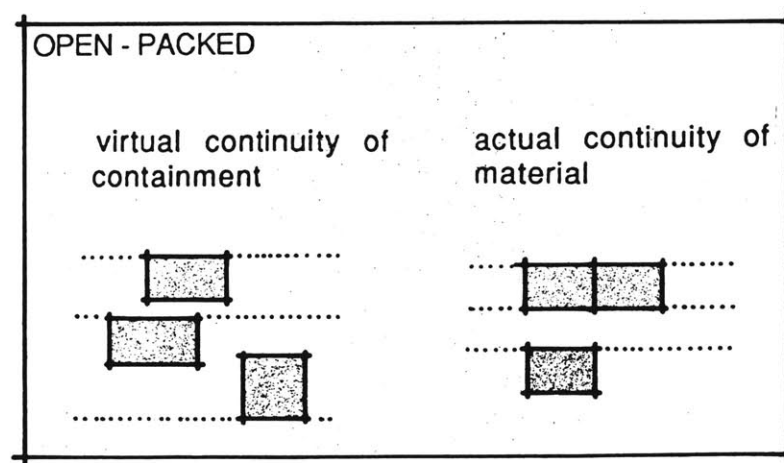 OPEN - PACKED
virtual continuity of
containment
actual continuity of
material